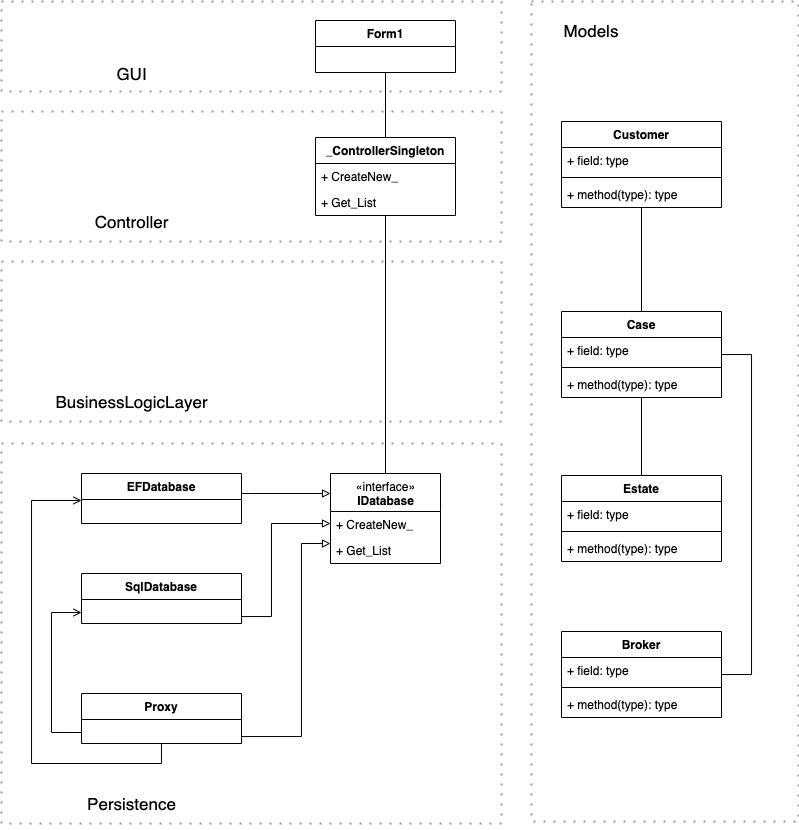 Form1
GUI
_ControllerSingleton
+ CreateNew_
+ Get_List
Controller
BusinessLogicLayer
EFDatabase
«interface»
IDatabase
+ CreateNew_
+ Get_List
SqlDatabase
Proxy
Persistence
Models
Customer
+ field: type
+ method(type): type
Case
+ field: type
+ method(type): type
Estate
+ field: type
+ method(type): type
Broker
+ field: type
+ method(type): type